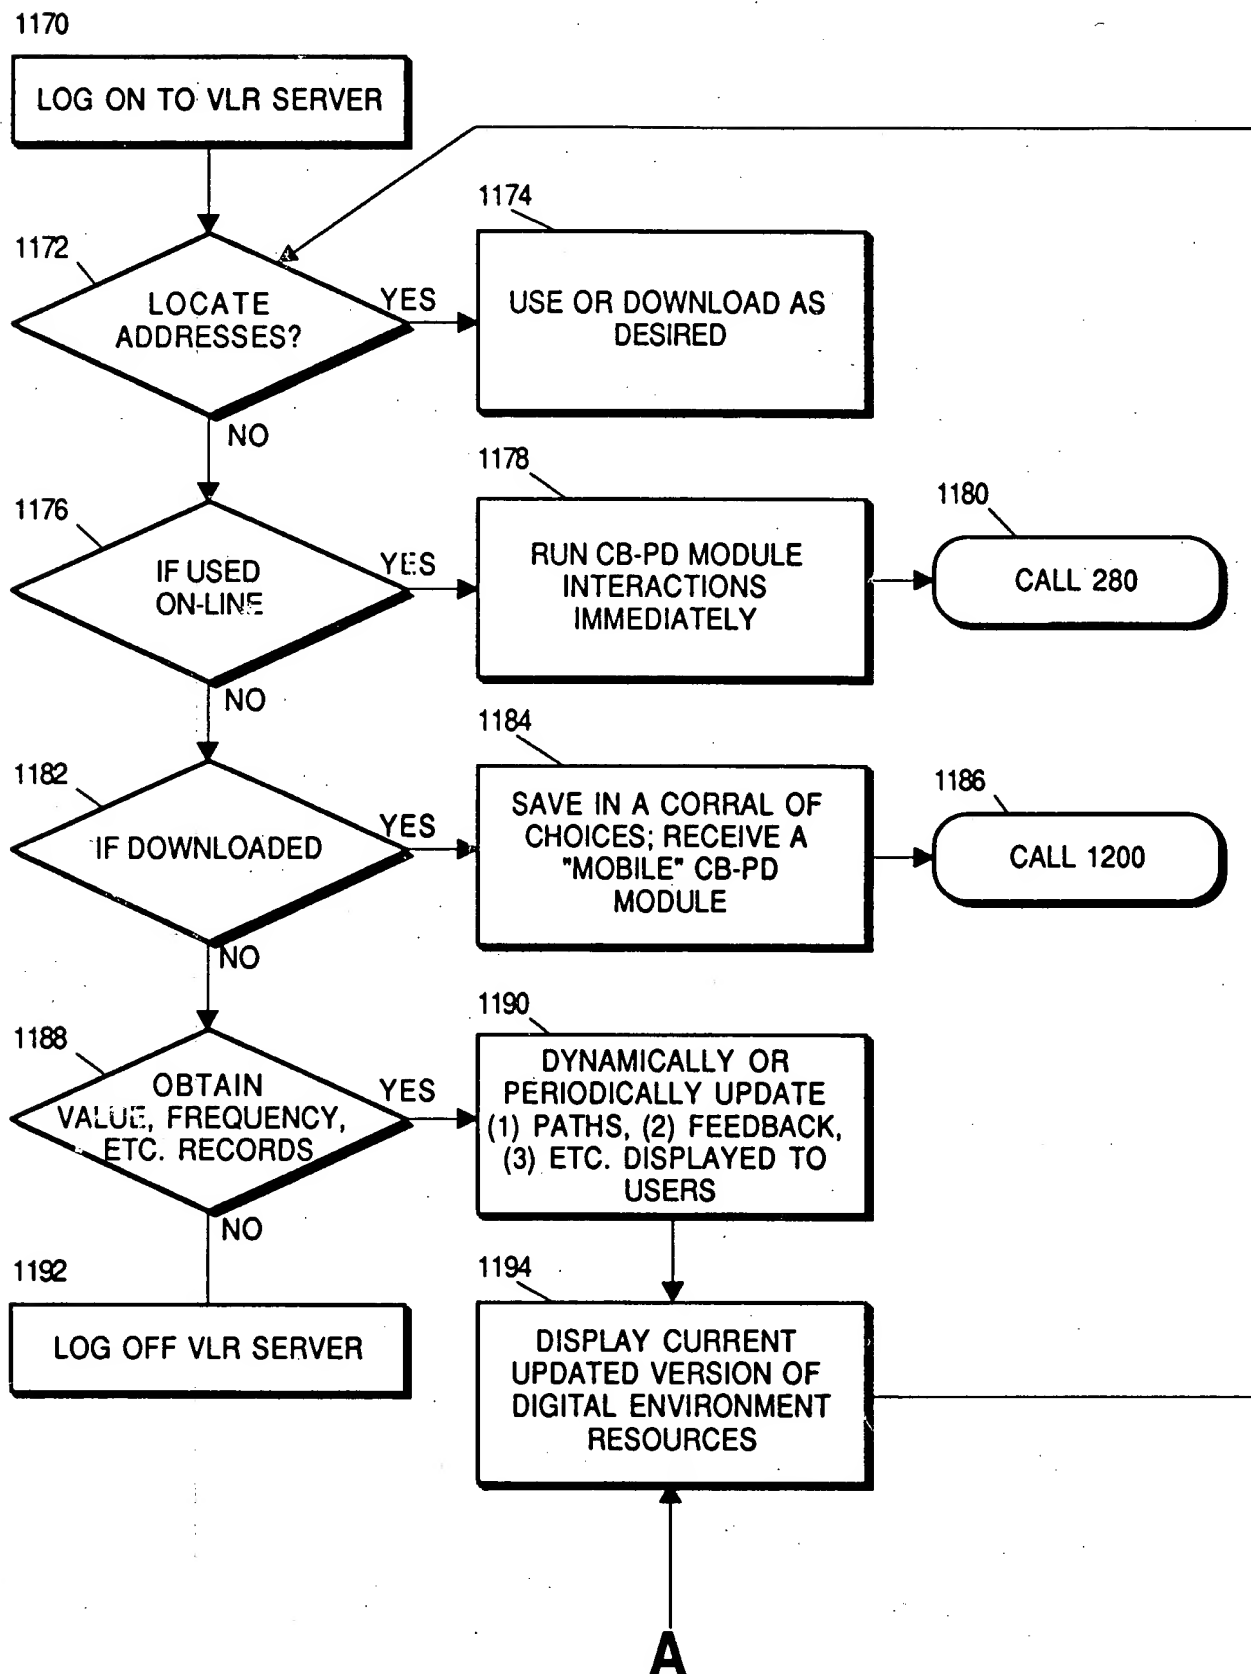 1170
LOG ON TO VLR SERVER
1172
LOCATE
ADDRESSES?
YES
NO
1174
USE OR DOWNLOAD AS
DESIRED
1176
IF USED
ON-LINE
YES
NO
1178
RUN CB-PD MODULE
INTERACTIONS
IMMEDIATELY
1180
CALL 280
1182
IF DOWNLOADED
YES
NO
1184
SAVE IN A CORRAL OF
CHOICES; RECEIVE A
"MOBILE" CB-PD
MODULE
1186
CALL 1200
1188
OBTAIN
VALUE, FREQUENCY,
ETC. RECORDS
YES
NO
1190
DYNAMICALLY OR
PERIODICALLY UPDATE
(1) PATHS, (2) FEEDBACK,
(3) ETC. DISPLAYED TO
USERS
1192
LOG OFF VLR SERVER
1194
DISPLAY CURRENT
UPDATED VERSION OF
DIGITAL ENVIRONMENT
RESOURCES
A